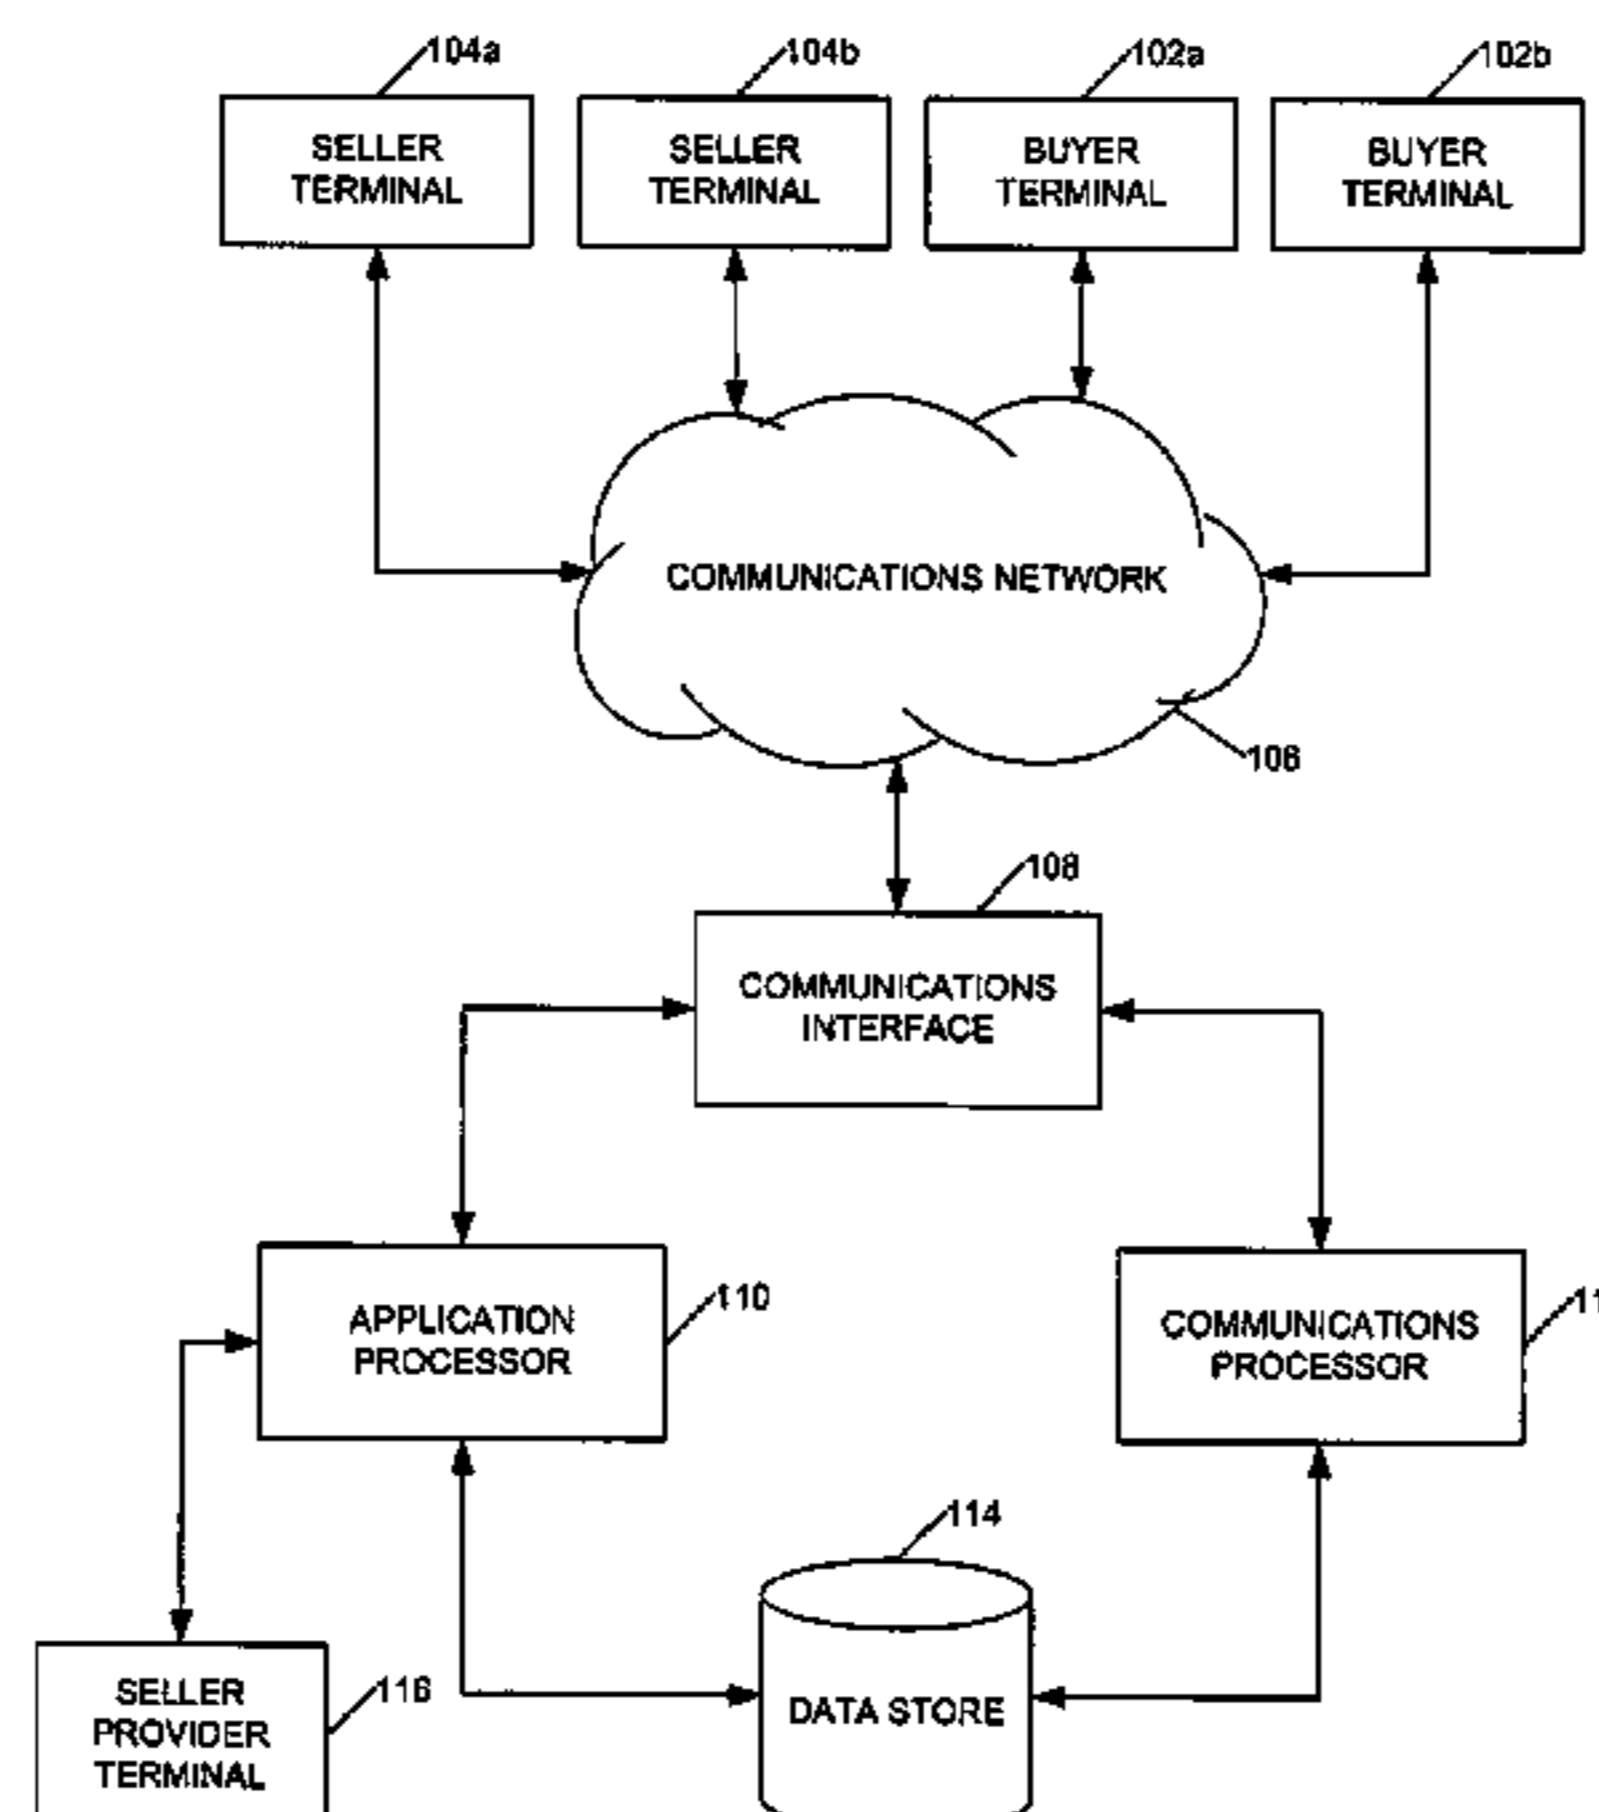 104a
104b
102a
102b
SELLER
TERMINAL
SELLER
TERMINAL
BUYER
TERMINAL
BUYER
TERMINAL
COMMUNICATIONS NETWORK
106
108
COMMUNICATIONS
INTERFACE
110
APPLICATION
PROCESSOR
COMMUNICATIONS
PROCESSOR
114
116
SELLER
PROVIDER
TERMINAL
DATA STORE